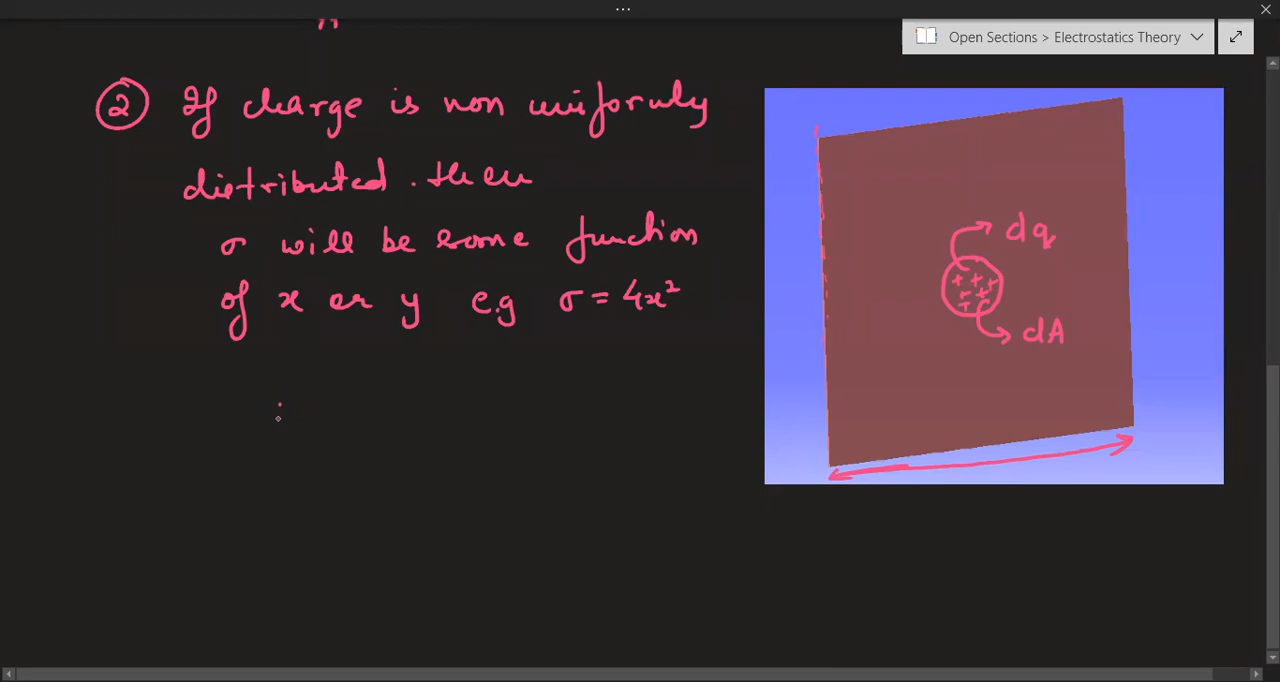 Open Sections > Electrostatics Theory
② If charge is non uniformly
distributed. then
σ will be some function
of x or y e.g σ = 4x²
dq
dA